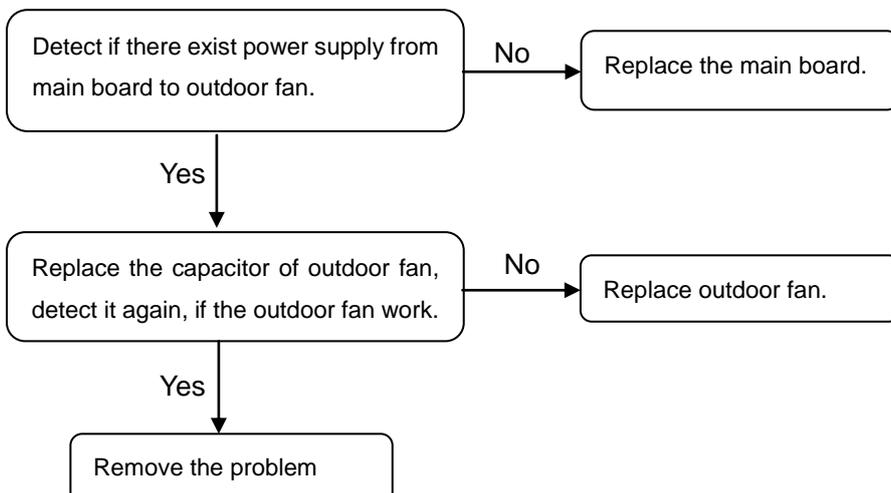 Detect if there exist power supply from
main board to outdoor fan.
No
Replace the main board.
Yes
Replace the capacitor of outdoor fan,
detect it again, if the outdoor fan work.
No
Replace outdoor fan.
Yes
Remove the problem